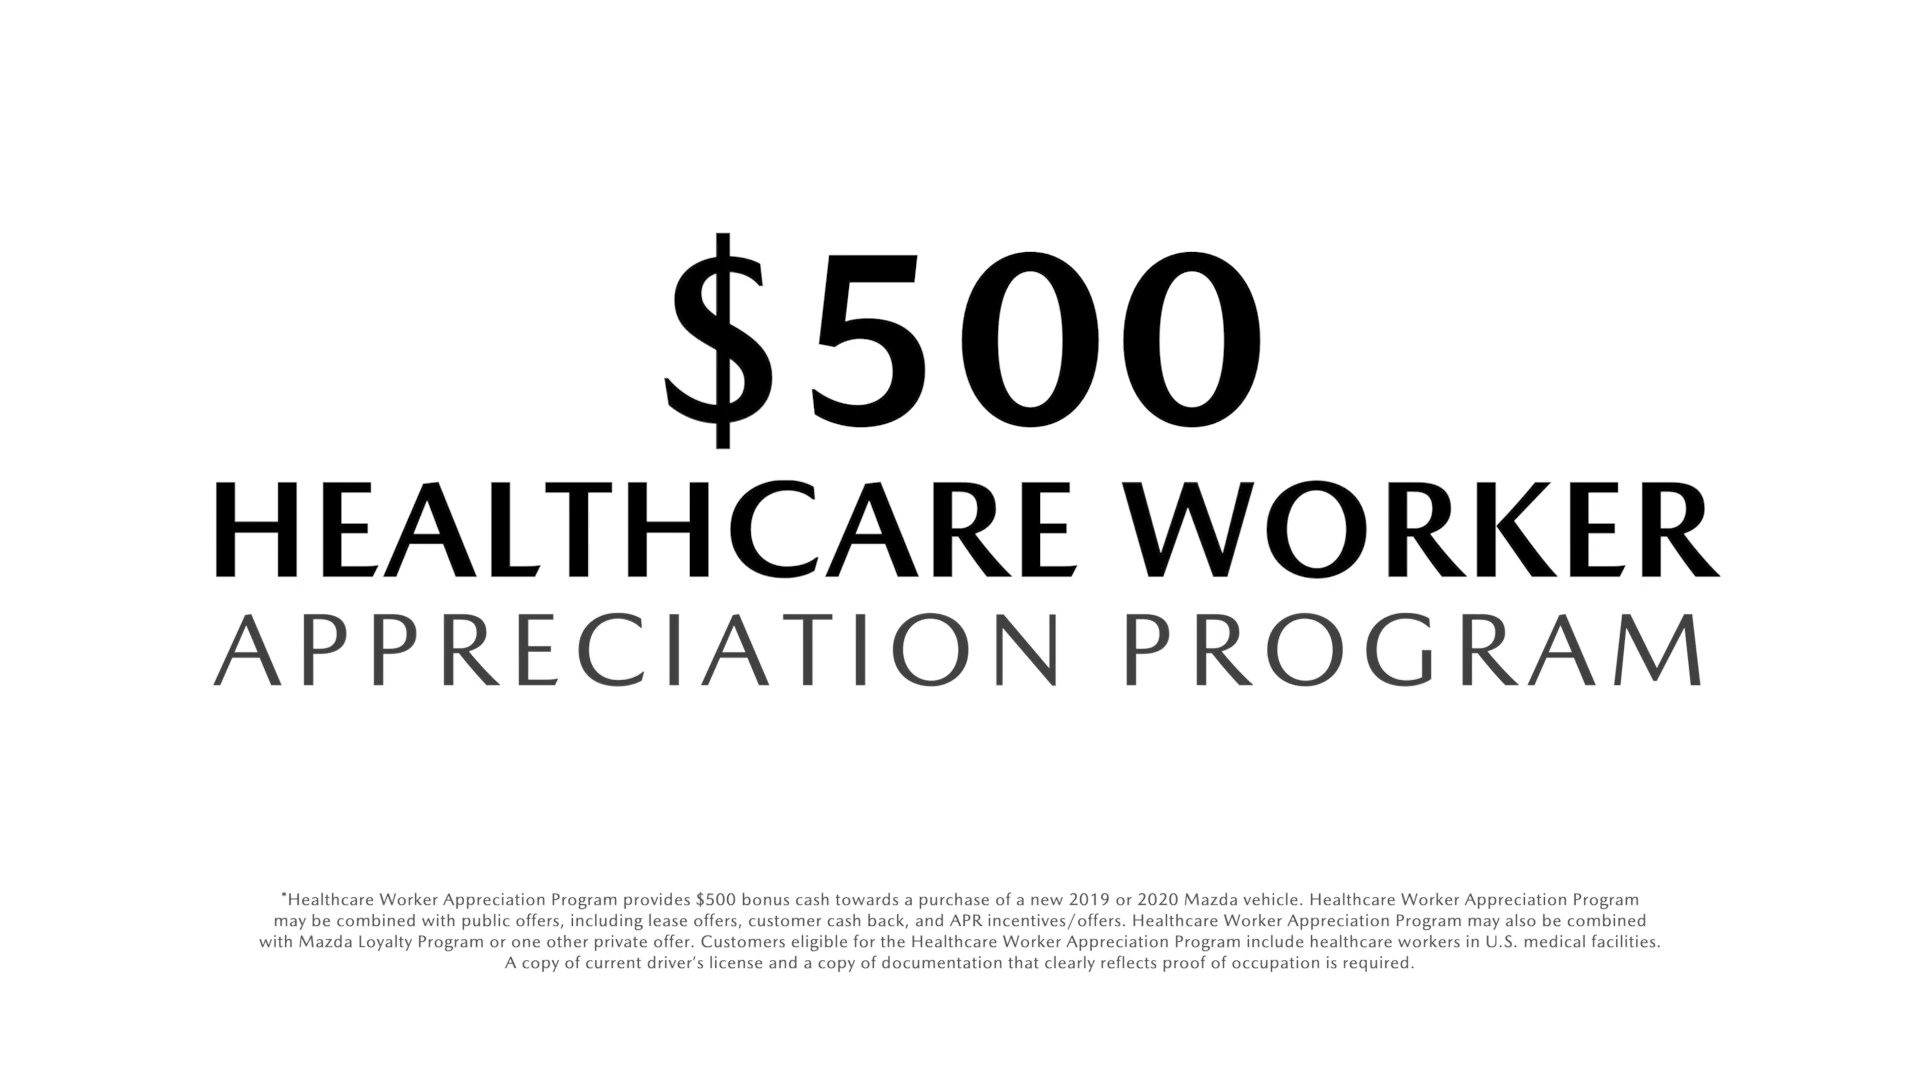 $500
HEALTHCARE WORKER
APPRECIATION PROGRAM
*Healthcare Worker Appreciation Program provides $500 bonus cash towards a purchase of a new 2019 or 2020 Mazda vehicle. Healthcare Worker Appreciation Program
may be combined with public offers, including lease offers, customer cash back, and APR incentives/offers. Healthcare Worker Appreciation Program may also be combined
with Mazda Loyalty Program or one other private offer. Customers eligible for the Healthcare Worker Appreciation Program include healthcare workers in U.S. medical facilities.
A copy of current driver’s license and a copy of documentation that clearly reflects proof of occupation is required.